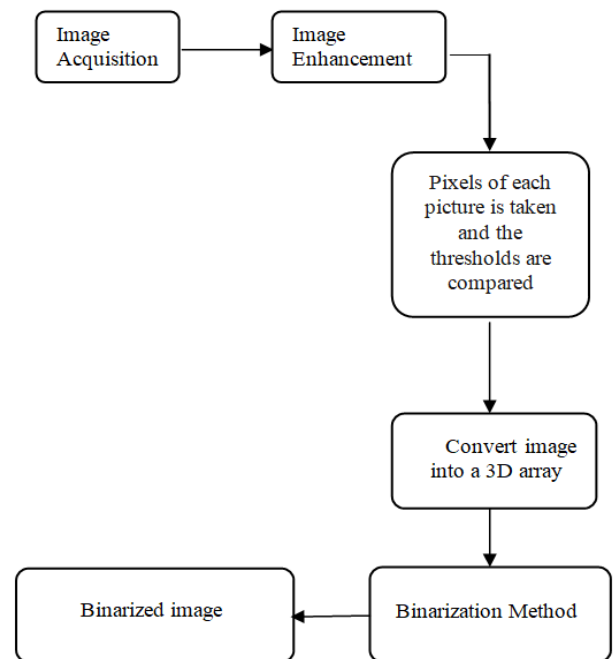 Image
Acquisition
Image
Enhancement
Pixels of each
picture is taken
and the
thresholds are
compared
Convert image
into a 3D array
Binarization Method
Binarized image